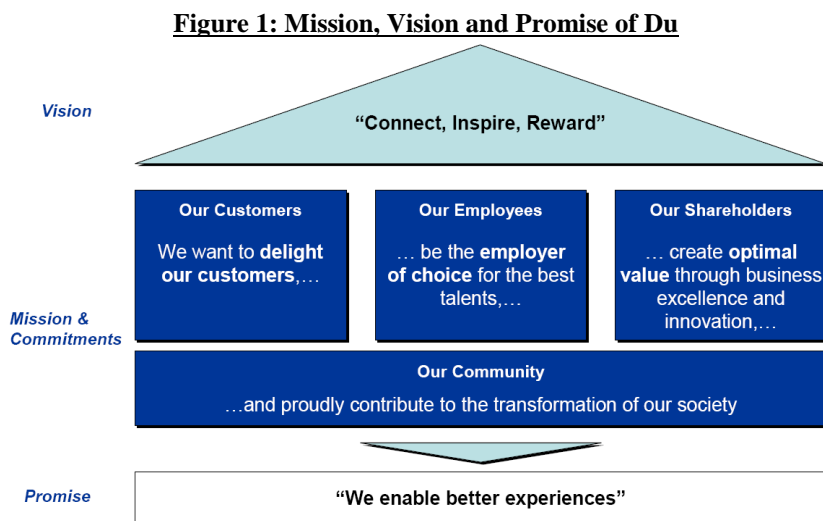 Figure 1: Mission, Vision and Promise of Du
Vision
“Connect, Inspire, Reward”
Our Customers
We want to delight
our customers,…
Our Employees
… be the employer
of choice for the best
talents,…
Our Shareholders
… create optimal
value through business
excellence and
innovation,…
Mission &
Commitments
Our Community
…and proudly contribute to the transformation of our society
Promise
“We enable better experiences”